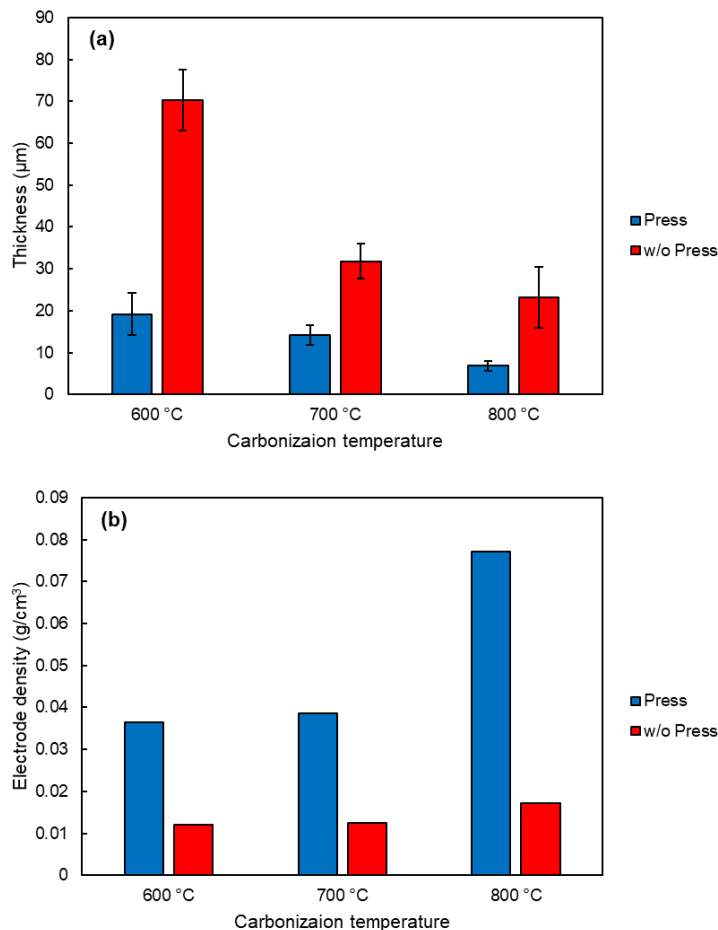 (a)
90
80
70
60
50
40
30
20
10
0
Thickness (µm)
600 °C
700 °C
800 °C
Carbonizaion temperature
Press
w/o Press
(b)
0.09
0.08
0.07
0.06
0.05
0.04
0.03
0.02
0.01
0
Electrode density (g/cm³)
600 °C
700 °C
800 °C
Carbonizaion temperature
Press
w/o Press